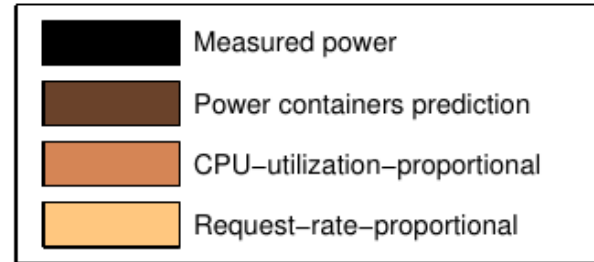 Measured power
Power containers prediction
CPU−utilization−proportional
Request−rate−proportional